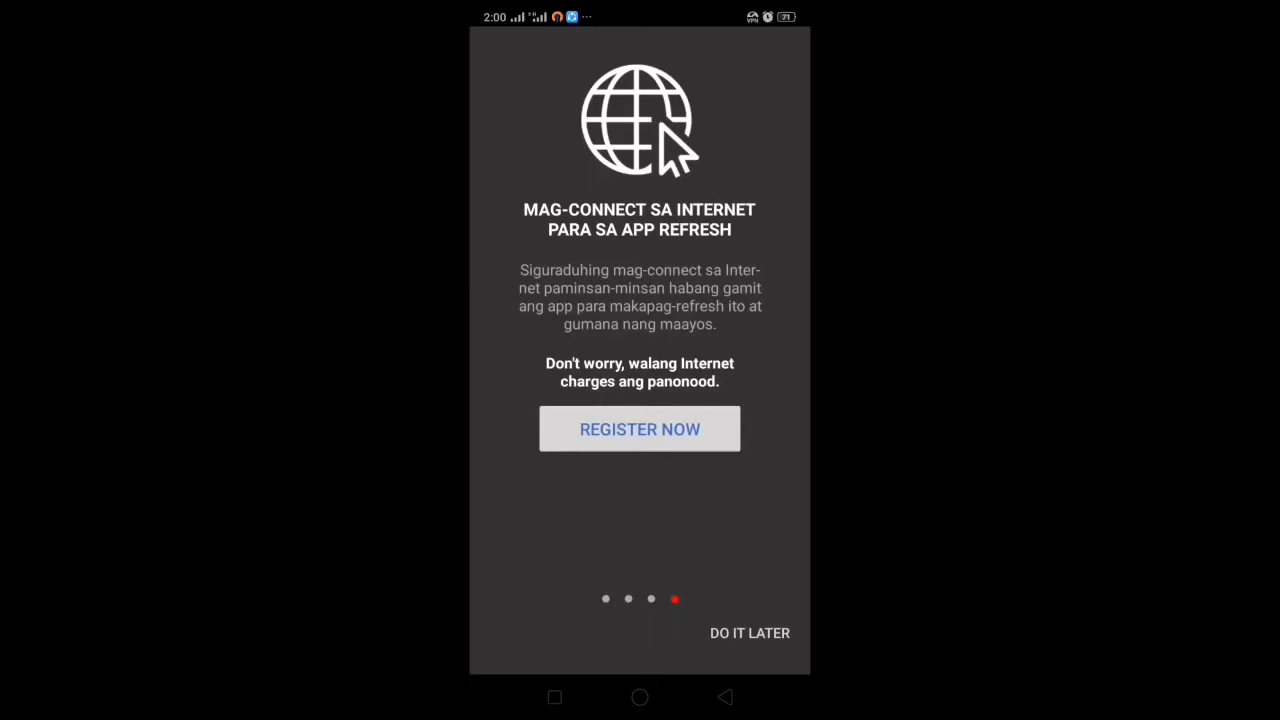 2:00
VPN
71
MAG-CONNECT SA INTERNET
PARA SA APP REFRESH
Siguraduhing mag-connect sa Inter-
net paminsan-minsan habang gamit
ang app para makapag-refresh ito at
gumana nang maayos.
Don't worry, walang Internet
charges ang panonood.
REGISTER NOW
DO IT LATER